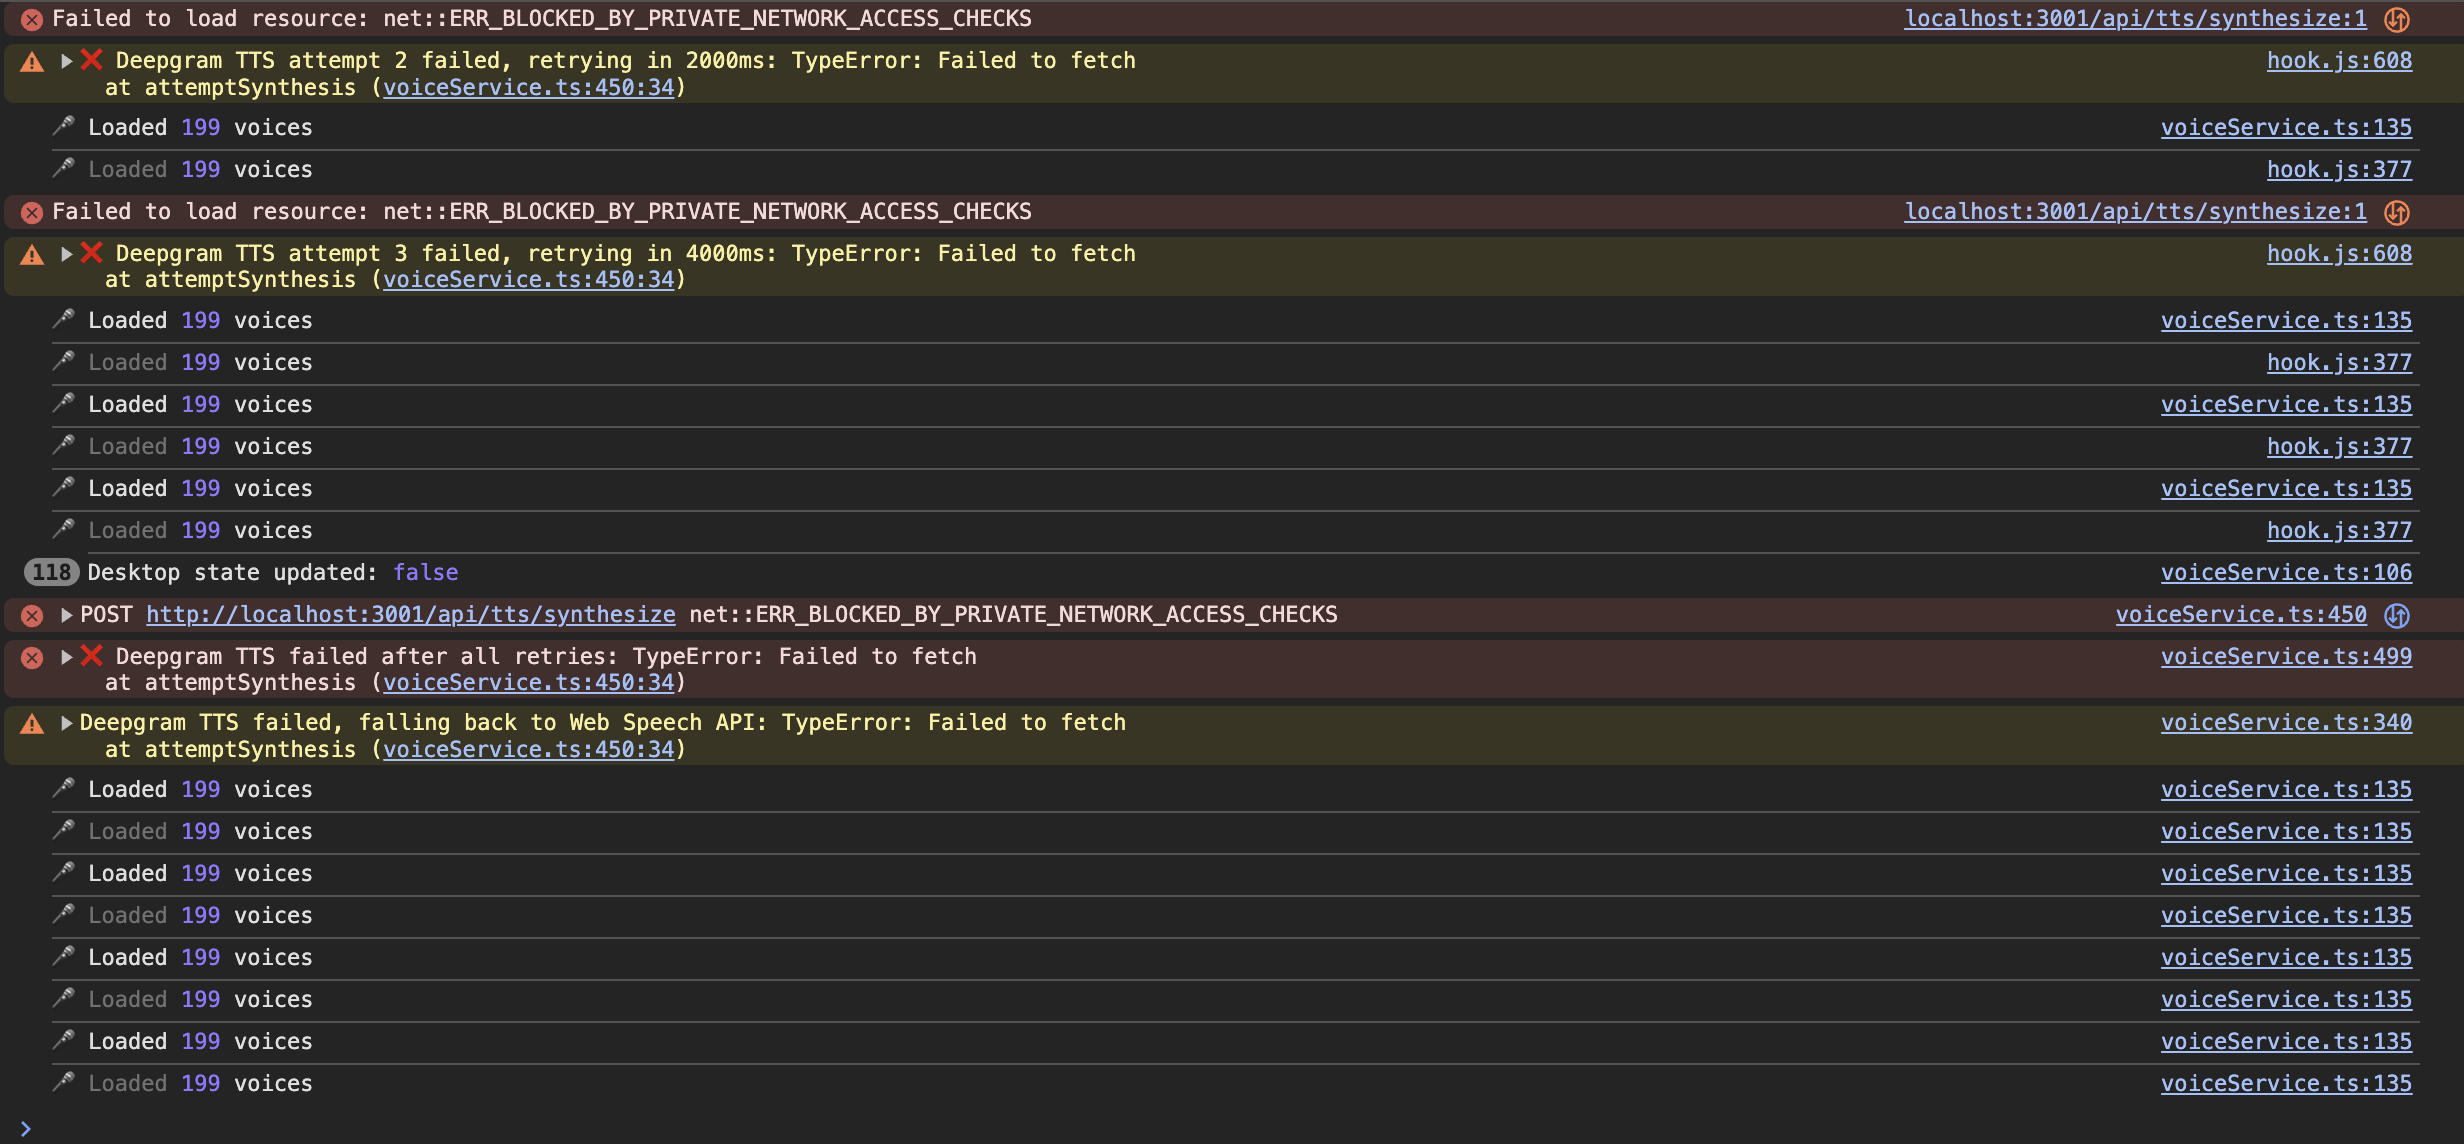 Failed to load resource: net::ERR_BLOCKED_BY_PRIVATE_NETWORK_ACCESS_CHECKS localhost:3001/api/tts/synthesize:1
❌ Deepgram TTS attempt 2 failed, retrying in 2000ms: TypeError: Failed to fetch hook.js:608
at attemptSynthesis (voiceService.ts:450:34)
🎤 Loaded 199 voices voiceService.ts:135
🎤 Loaded 199 voices hook.js:377
Failed to load resource: net::ERR_BLOCKED_BY_PRIVATE_NETWORK_ACCESS_CHECKS localhost:3001/api/tts/synthesize:1
❌ Deepgram TTS attempt 3 failed, retrying in 4000ms: TypeError: Failed to fetch hook.js:608
at attemptSynthesis (voiceService.ts:450:34)
🎤 Loaded 199 voices voiceService.ts:135
🎤 Loaded 199 voices hook.js:377
🎤 Loaded 199 voices voiceService.ts:135
🎤 Loaded 199 voices hook.js:377
🎤 Loaded 199 voices voiceService.ts:135
🎤 Loaded 199 voices hook.js:377
118 Desktop state updated: false voiceService.ts:106
POST http://localhost:3001/api/tts/synthesize net::ERR_BLOCKED_BY_PRIVATE_NETWORK_ACCESS_CHECKS voiceService.ts:450
❌ Deepgram TTS failed after all retries: TypeError: Failed to fetch voiceService.ts:499
at attemptSynthesis (voiceService.ts:450:34)
Deepgram TTS failed, falling back to Web Speech API: TypeError: Failed to fetch voiceService.ts:340
at attemptSynthesis (voiceService.ts:450:34)
🎤 Loaded 199 voices voiceService.ts:135
🎤 Loaded 199 voices voiceService.ts:135
🎤 Loaded 199 voices voiceService.ts:135
🎤 Loaded 199 voices voiceService.ts:135
🎤 Loaded 199 voices voiceService.ts:135
🎤 Loaded 199 voices voiceService.ts:135
🎤 Loaded 199 voices voiceService.ts:135
🎤 Loaded 199 voices voiceService.ts:135